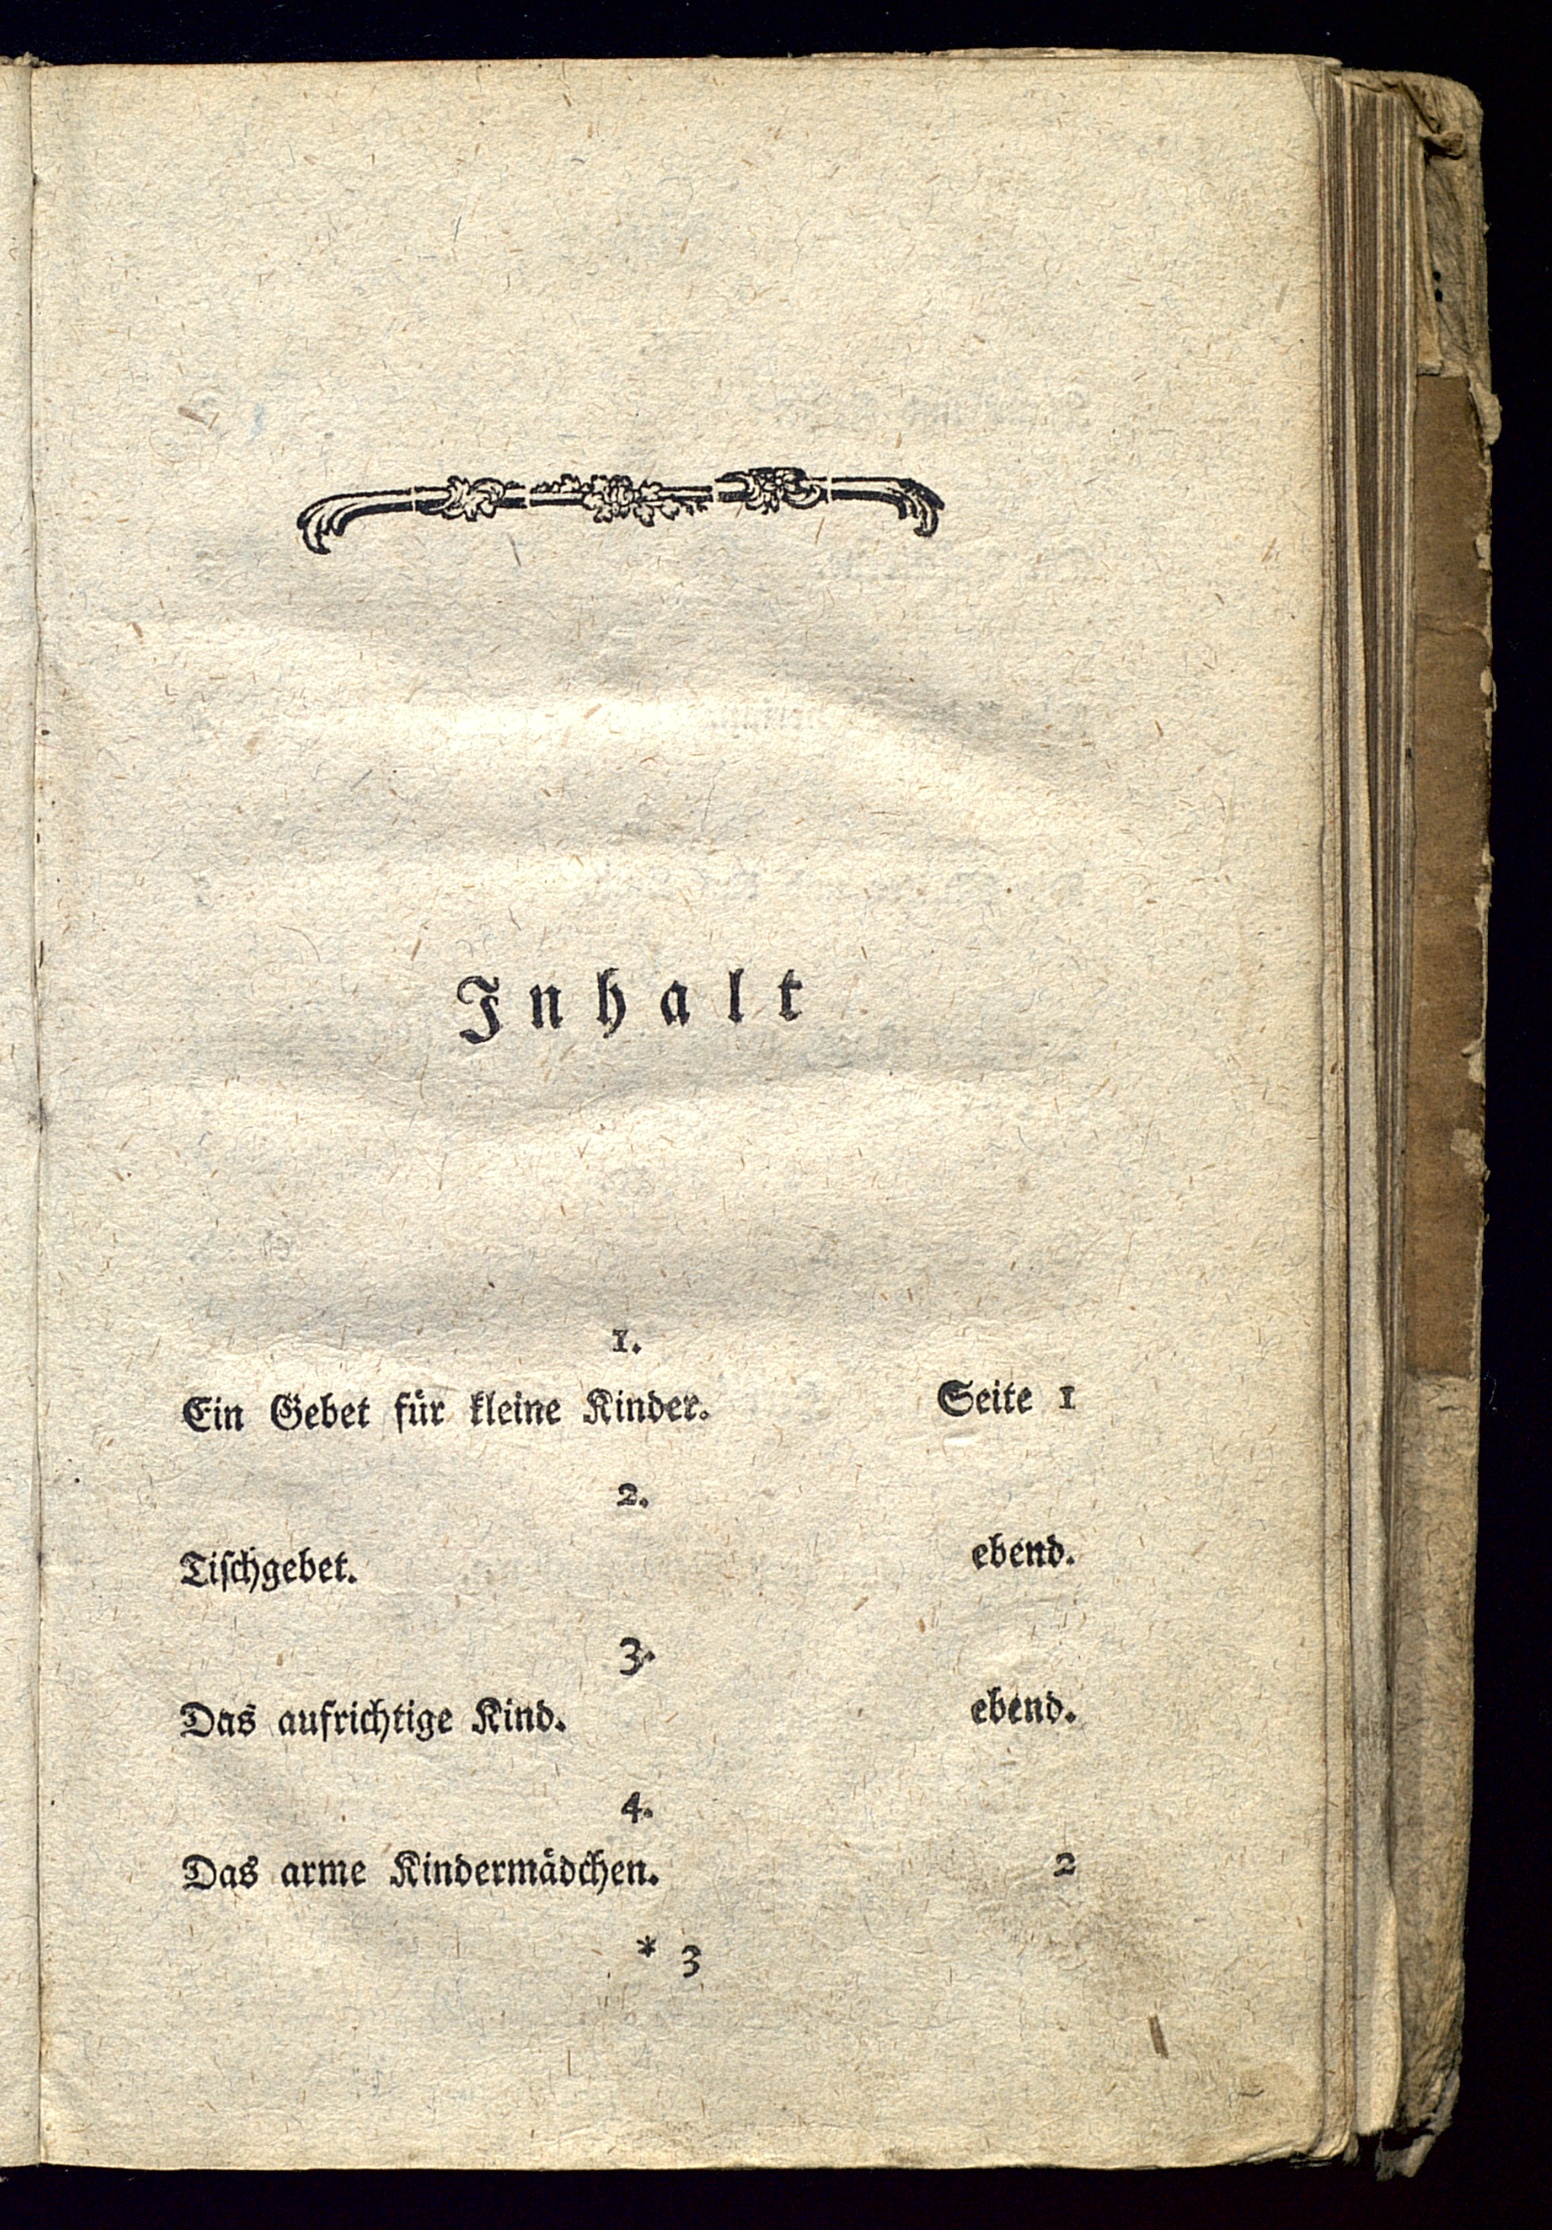 Inhalt
1.
Ein Gebet für kleine Kinder. Seite 1
2.
Tiſchgebet. ebend.
3.
Das aufrichtige Kind. ebend.
4.
Das arme Kindermädchen. 2
* 3